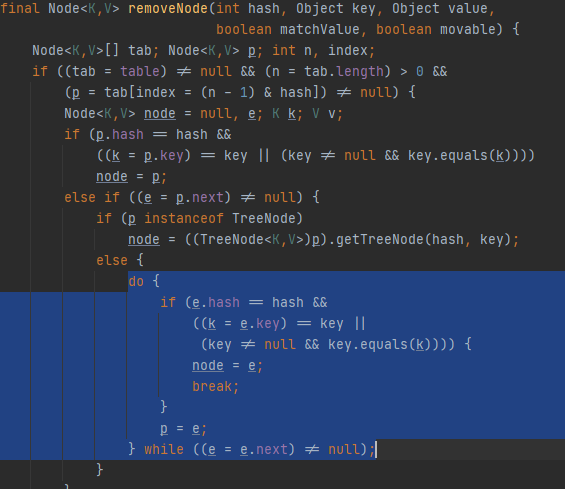 final Node<K,V> removeNode(int hash, Object key, Object value,
                           boolean matchValue, boolean movable) {
    Node<K,V>[] tab; Node<K,V> p; int n, index;
    if ((tab = table) != null && (n = tab.length) > 0 &&
        (p = tab[index = (n - 1) & hash]) != null) {
        Node<K,V> node = null, e; K k; V v;
        if (p.hash == hash &&
            ((k = p.key) == key || (key != null && key.equals(k))))
            node = p;
        else if ((e = p.next) != null) {
            if (p instanceof TreeNode)
                node = ((TreeNode<K,V>)p).getTreeNode(hash, key);
            else {
                do {
                    if (e.hash == hash &&
                        ((k = e.key) == key ||
                         (key != null && key.equals(k)))) {
                        node = e;
                        break;
                    }
                    p = e;
                } while ((e = e.next) != null);
            }
        }